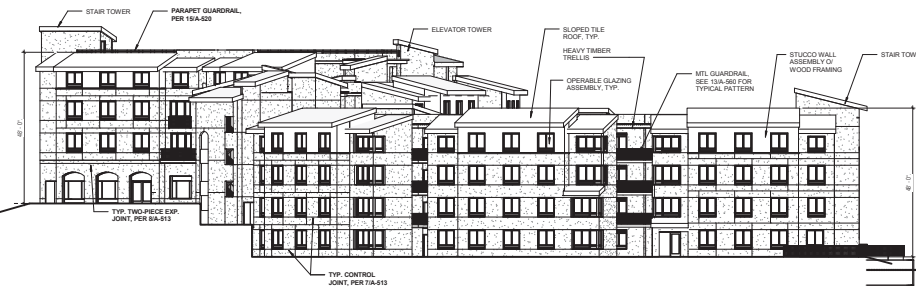 STAIR TOWER
PARAPET GUARDRAIL,
PER 15/A-520
ELEVATOR TOWER
SLOPED TILE
ROOF, TYP.
HEAVY TIMBER
TRELLIS
OPERABLE GLAZING
ASSEMBLY, TYP.
MTL GUARDRAIL,
SEE 13/A-560 FOR
TYPICAL PATTERN
STUCCO WALL
ASSEMBLY O/
WOOD FRAMING
STAIR TOW
48' - 0"
48' - 0"
TYP. TWO-PIECE EXP.
JOINT, PER 8/A-513
TYP. CONTROL
JOINT, PER 7/A-513